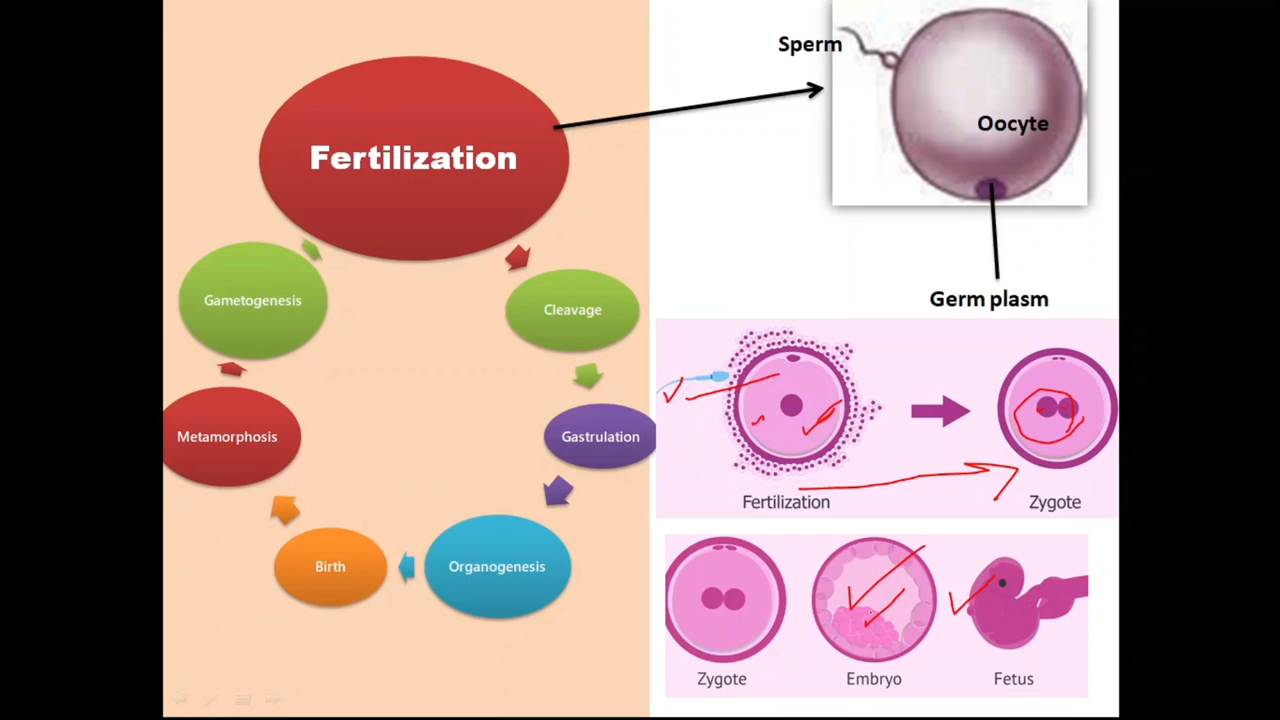 Fertilization
Cleavage
Gastrulation
Organogenesis
Birth
Metamorphosis
Gametogenesis
Sperm
Oocyte
Germ plasm
Fertilization
Zygote
Zygote
Embryo
Fetus